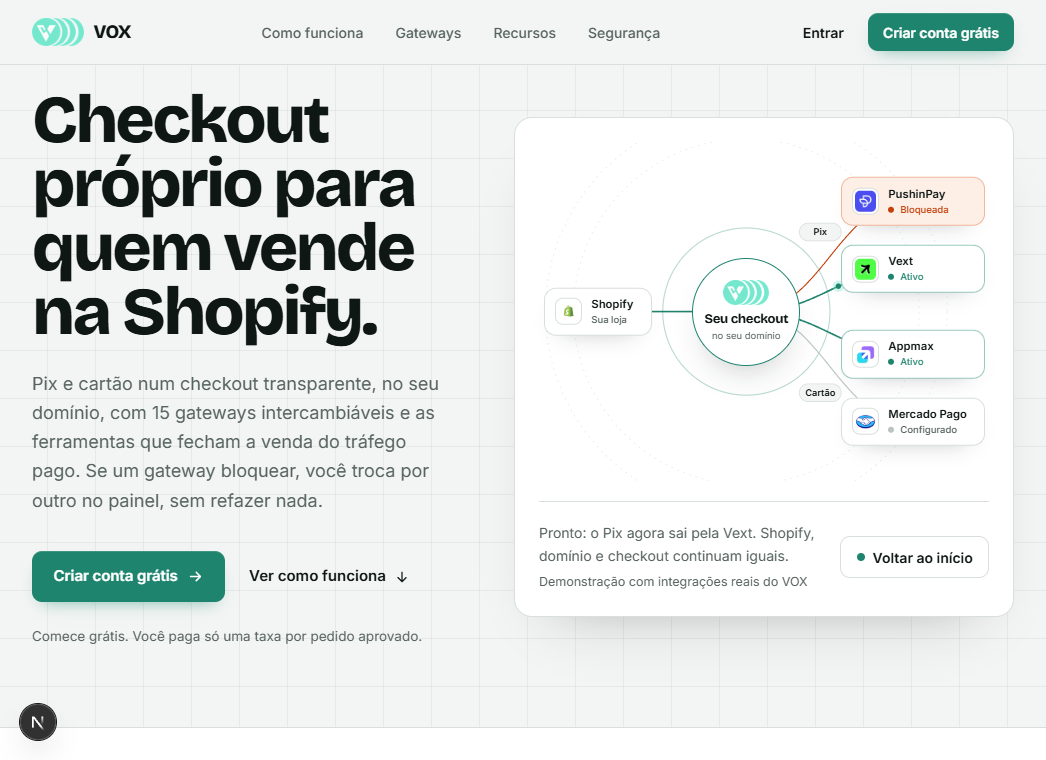 VOX
Como funciona
Gateways
Recursos
Segurança
Entrar
Criar conta grátis
Checkout
próprio para
quem vende
na Shopify.
Pix e cartão num checkout transparente, no seu
domínio, com 15 gateways intercambiáveis e as
ferramentas que fecham a venda do tráfego
pago. Se um gateway bloquear, você troca por
outro no painel, sem refazer nada.
Criar conta grátis →
Ver como funciona ↓
Comece grátis. Você paga só uma taxa por pedido aprovado.
Shopify
Sua loja
Seu checkout
no seu domínio
Pix
Cartão
PushinPay
Bloqueada
Vext
Ativo
Appmax
Ativo
Mercado Pago
Configurado
Pronto: o Pix agora sai pela Vext. Shopify,
domínio e checkout continuam iguais.
Demonstração com integrações reais do VOX
Voltar ao início
N